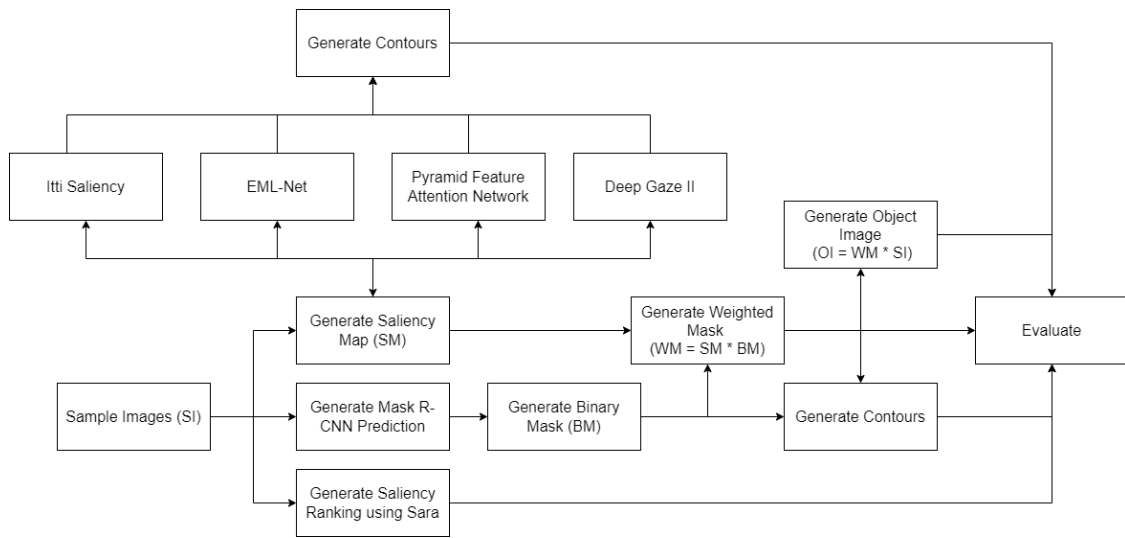 Generate Contours
Itti Saliency
EML-Net
Pyramid Feature
Attention Network
Deep Gaze II
Generate Object
Image
(OI = WM * SI)
Generate Saliency
Map (SM)
Generate Weighted
Mask
(WM = SM * BM)
Evaluate
Sample Images (SI)
Generate Mask R-
CNN Prediction
Generate Binary
Mask (BM)
Generate Contours
Generate Saliency
Ranking using Sara